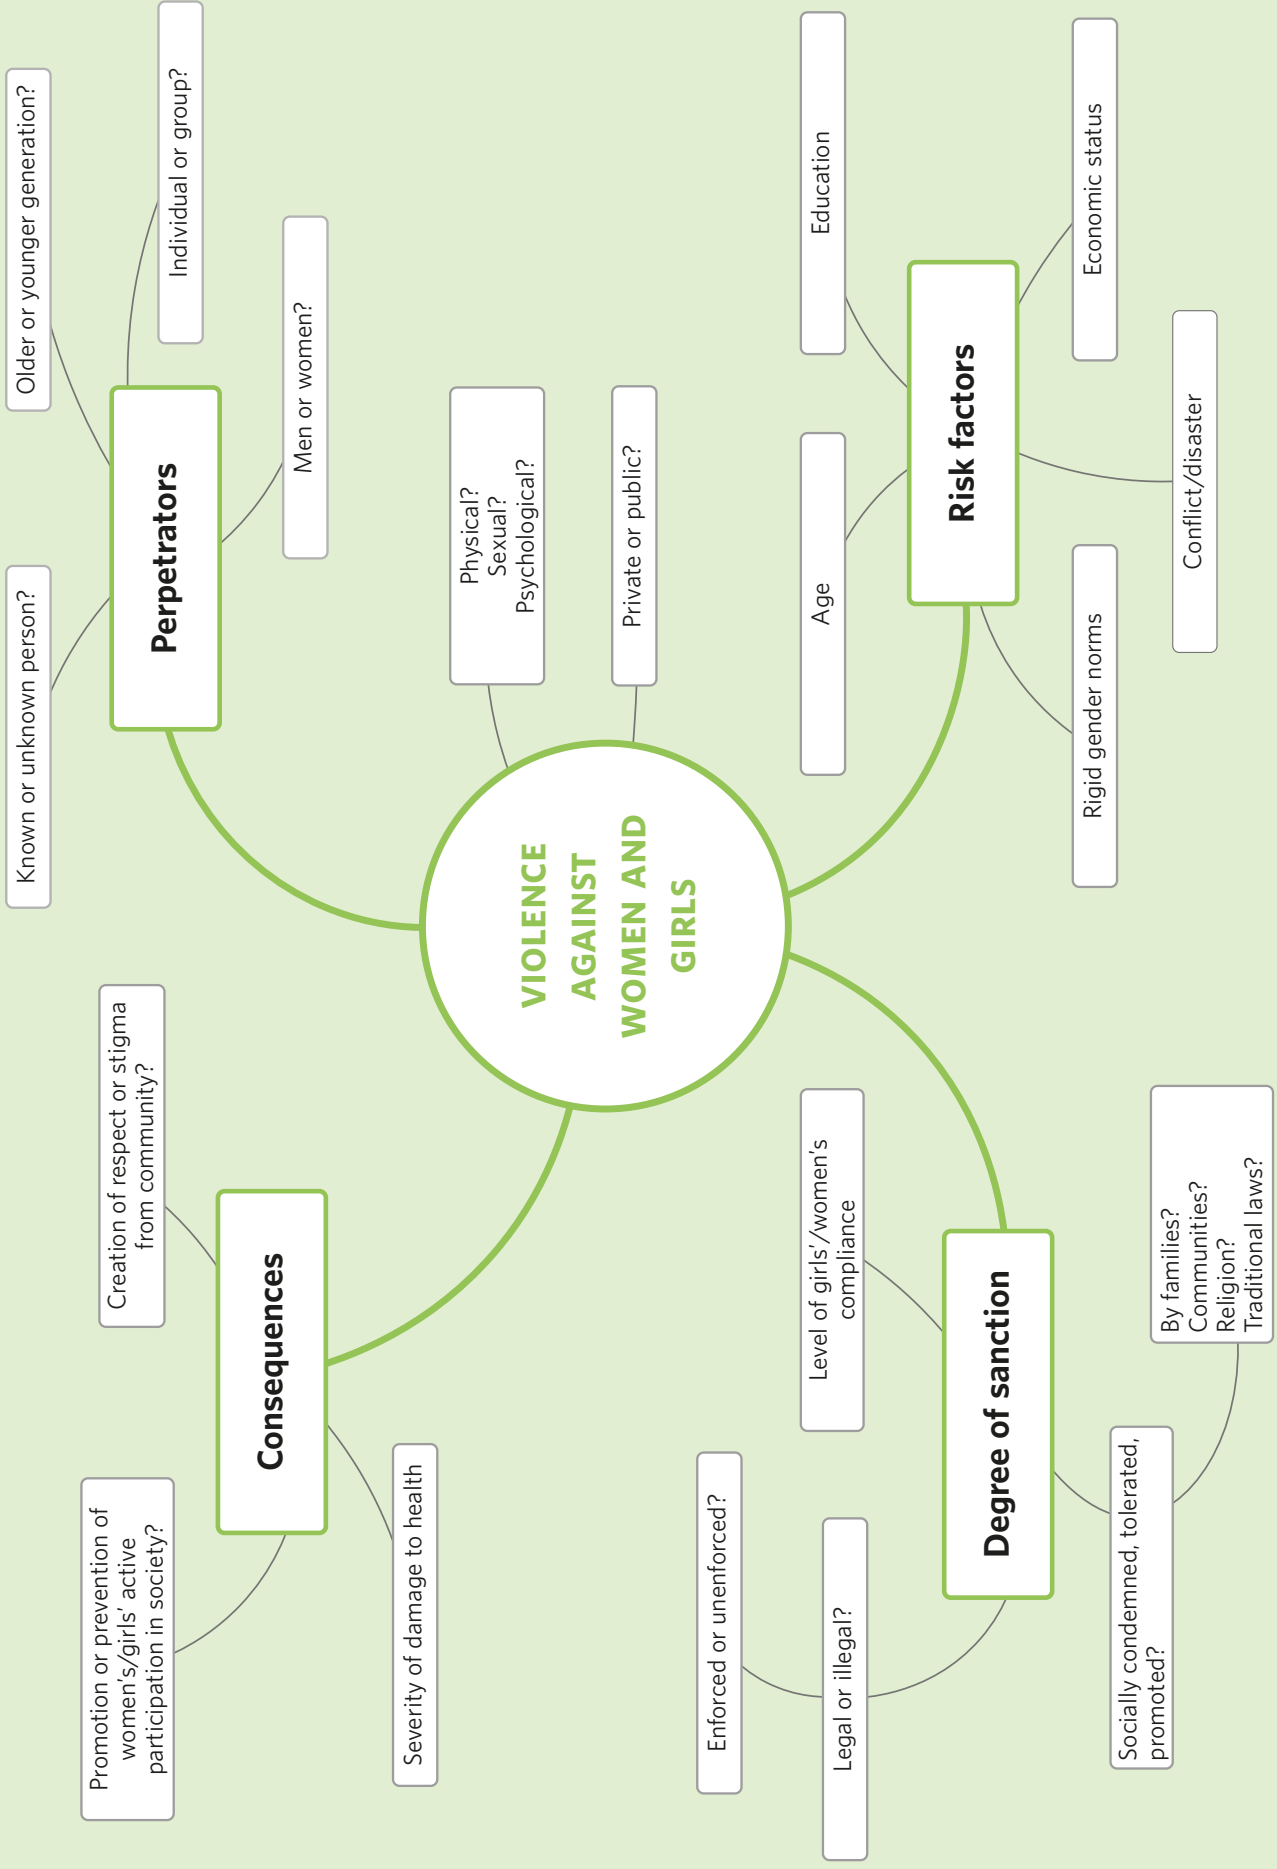 Promotion or prevention of
women's/girls' active
participation in society?
Creation of respect or stigma
from community?
Consequences
Severity of damage to health
Known or unknown person?
Older or younger generation?
Individual or group?
Perpetrators
Men or women?
VIOLENCE
AGAINST
WOMEN AND
GIRLS
Physical?
Sexual?
Psychological?
Private or public?
Enforced or unenforced?
Legal or illegal?
Level of girls'/women's
compliance
Degree of sanction
Socially condemned, tolerated,
promoted?
By families?
Communities?
Religion?
Traditional laws?
Age
Education
Risk factors
Rigid gender norms
Economic status
Conflict/disaster